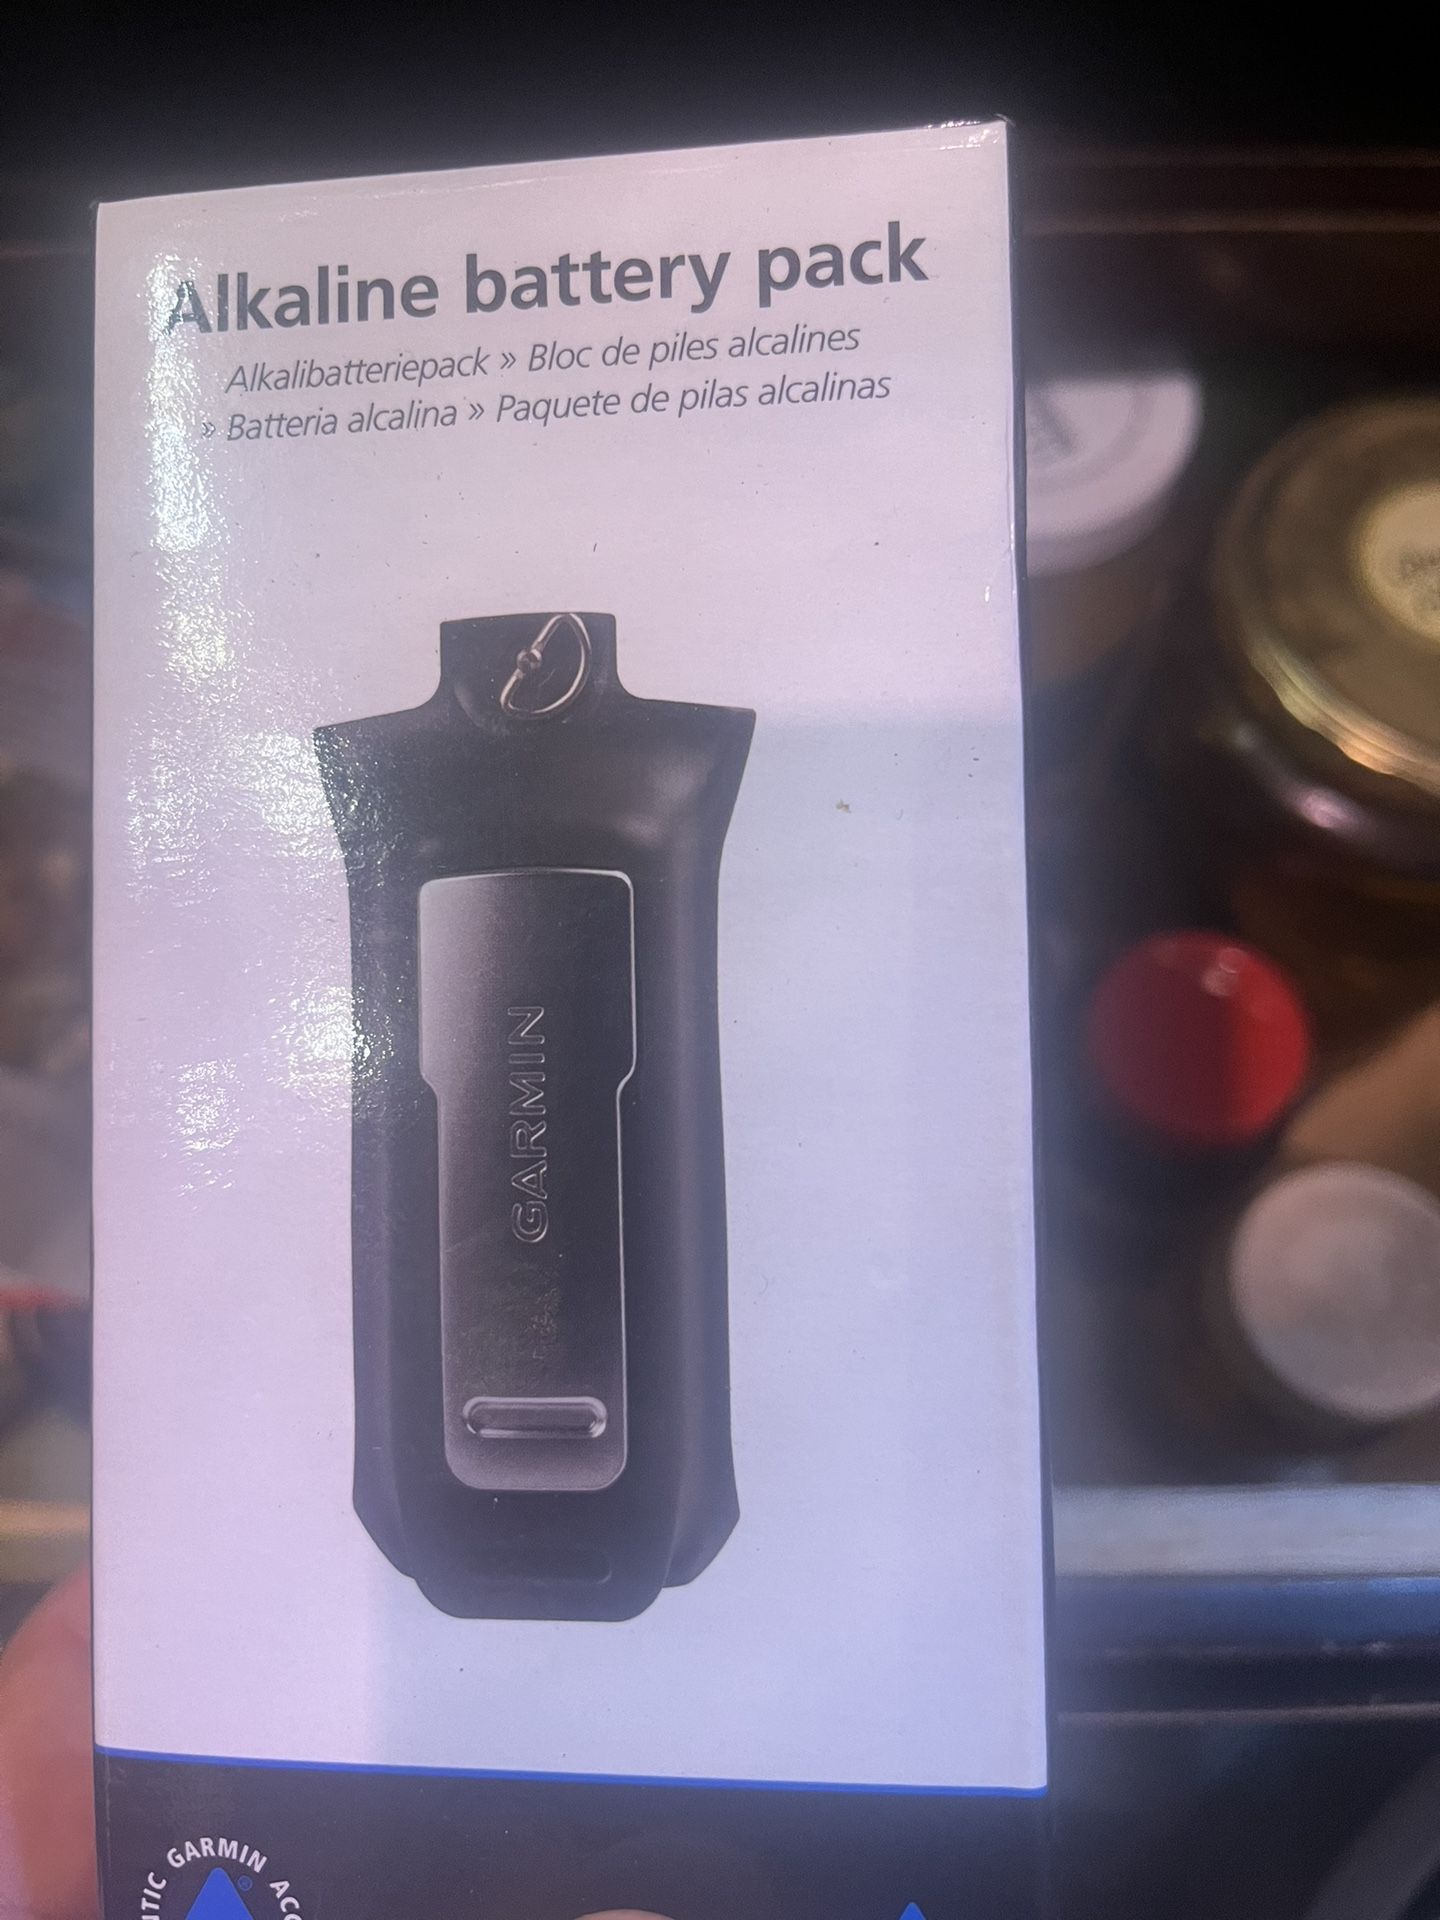 Alkaline battery pack
Alkalibatteriepack » Bloc de piles alcalines
» Batteria alcalina » Paquete de pilas alcalinas
GARMIN
GARMIN
®